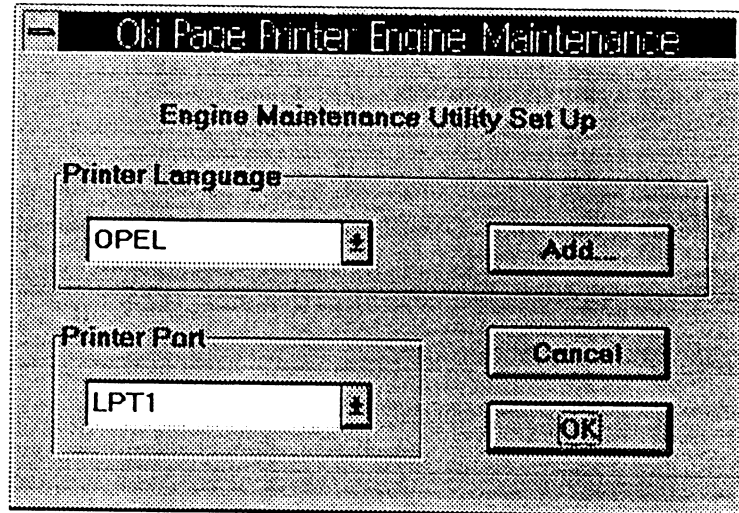 Oki Page Printer Engine Maintenance
Engine Maintenance Utility Set Up
Printer Language
OPEL
Add...
Printer Port
Cancel
LPT1
OK